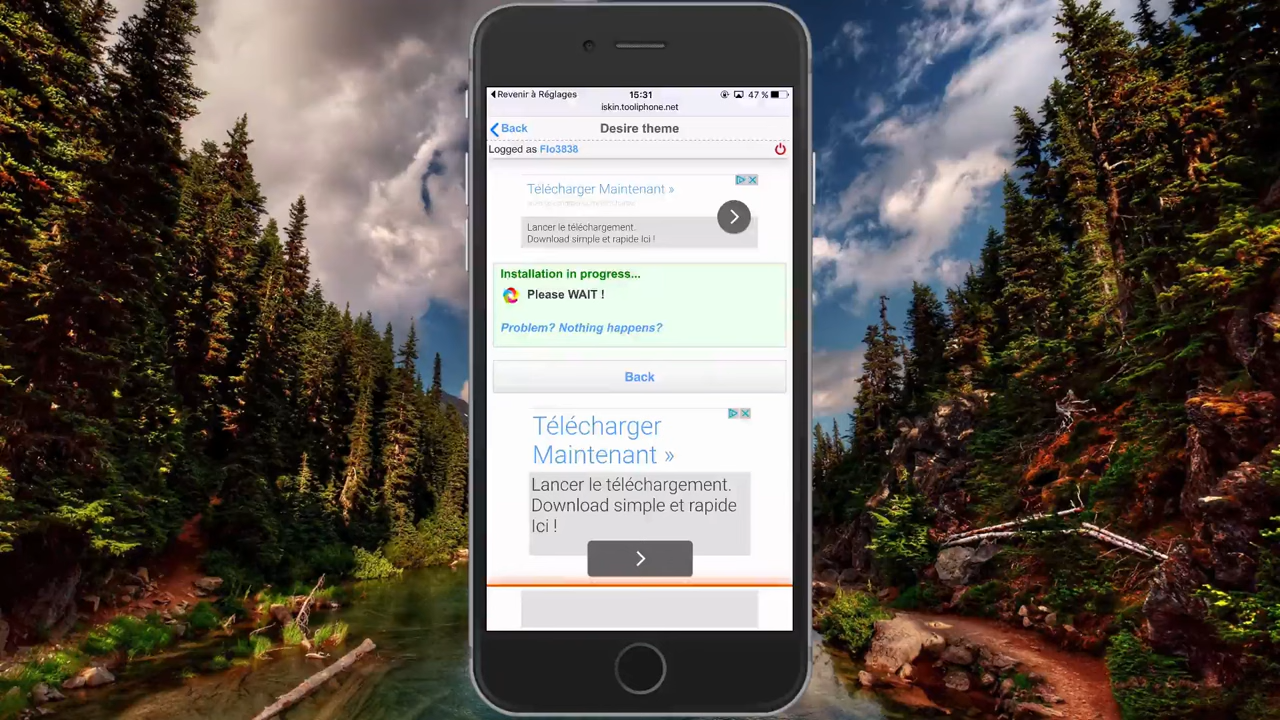 Revenir à Réglages
15:31
47 %
iskin.tooliphone.net
Back
Desire theme
Logged as Flo3838
Télécharger Maintenant »
Lancer le téléchargement.
Download simple et rapide Ici !
Installation in progress...
Please WAIT !
Problem? Nothing happens?
Back
Télécharger
Maintenant »
Lancer le téléchargement.
Download simple et rapide
Ici !